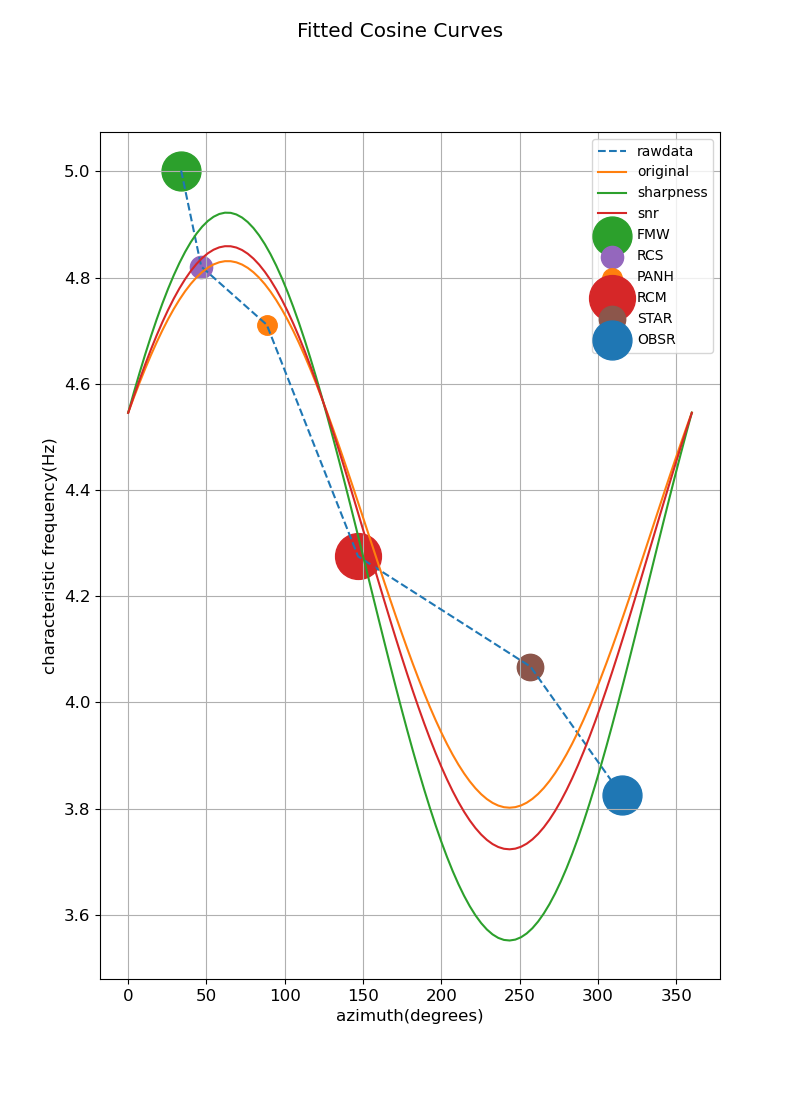 Fitted Cosine Curves
rawdata
original
sharpness
snr
FMW
RCS
PANH
RCM
STAR
OBSR
5.0
4.8
4.6
4.4
4.2
4.0
3.8
3.6
characteristic frequency(Hz)
0 50 100 150 200 250 300 350
azimuth(degrees)